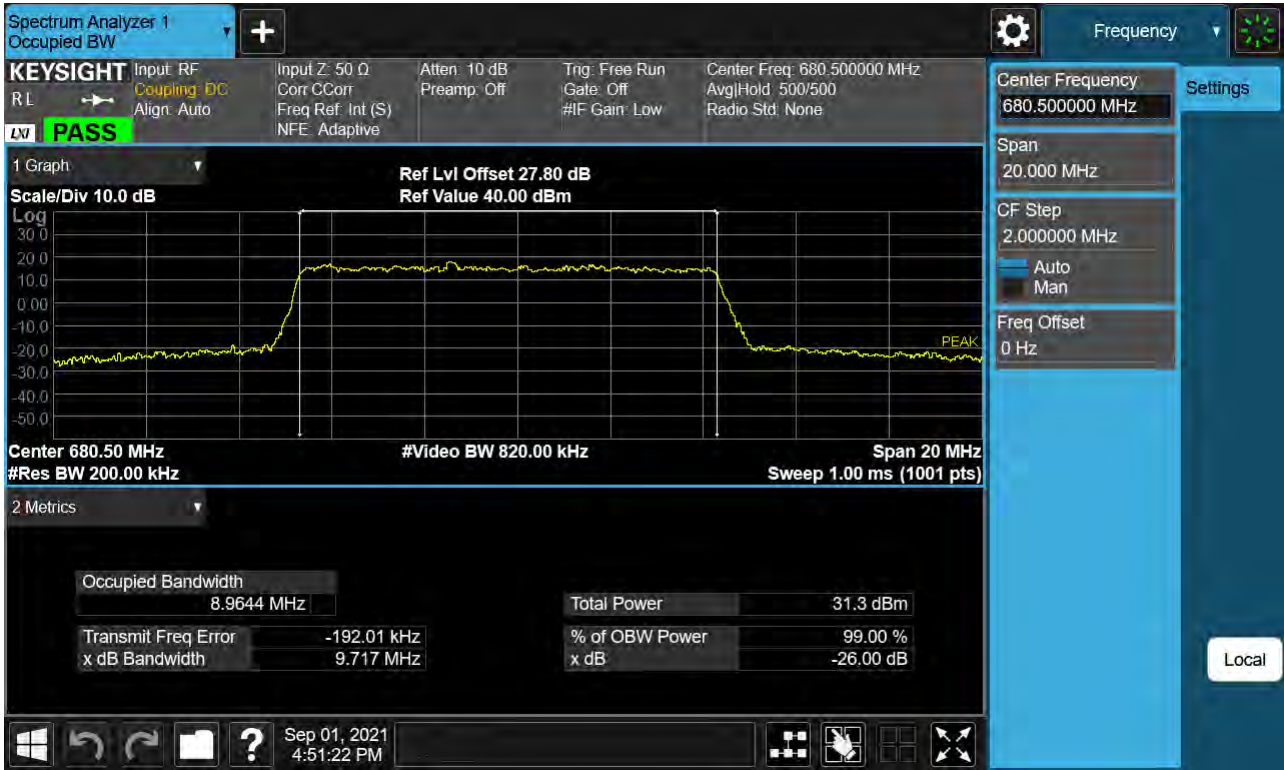 Spectrum Analyzer 1
Occupied BW
+
Frequency
KEYSIGHT
R L
LXI
PASS
Input: RF
Coupling: DC
Align: Auto
Input Z: 50 Ω
Corr CCorr
Freq Ref: Int (S)
NFE: Adaptive
Atten: 10 dB
Preamp: Off
Trig: Free Run
Gate: Off
#IF Gain: Low
Center Freq: 680.500000 MHz
Avg|Hold: 500/500
Radio Std: None
Center Frequency
680.500000 MHz
Settings
Span
20.000 MHz
CF Step
2.000000 MHz
Auto
Man
Freq Offset
0 Hz
Local
1 Graph
Scale/Div 10.0 dB
Ref Lvl Offset 27.80 dB
Ref Value 40.00 dBm
Log
30.0
20.0
10.0
0.00
-10.0
-20.0
-30.0
-40.0
-50.0
PEAK
Center 680.50 MHz
#Video BW 820.00 kHz
Span 20 MHz
#Res BW 200.00 kHz
Sweep 1.00 ms (1001 pts)
2 Metrics
Occupied Bandwidth
8.9644 MHz
Total Power 31.3 dBm
Transmit Freq Error -192.01 kHz
% of OBW Power 99.00 %
x dB Bandwidth 9.717 MHz
x dB -26.00 dB
?
Sep 01, 2021
4:51:22 PM